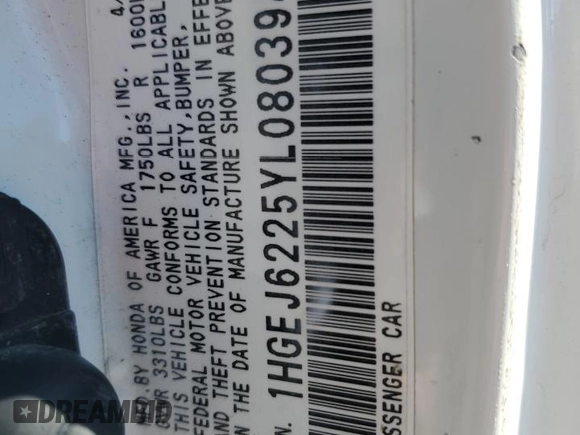 BY HONDA OF AMERICA MFG., INC. 4/
3310LBS GAWR F 1750LBS R 1600
THIS VEHICLE CONFORMS TO ALL APPLICABL
FEDERAL MOTOR VEHICLE SAFETY,BUMPER,
AND THEFT PREVENTION STANDARDS IN EFFE
ON THE DATE OF MANUFACTURE SHOWN ABOVE
1HGEJ6225YL08039
SSENGER CAR
DREAMBID